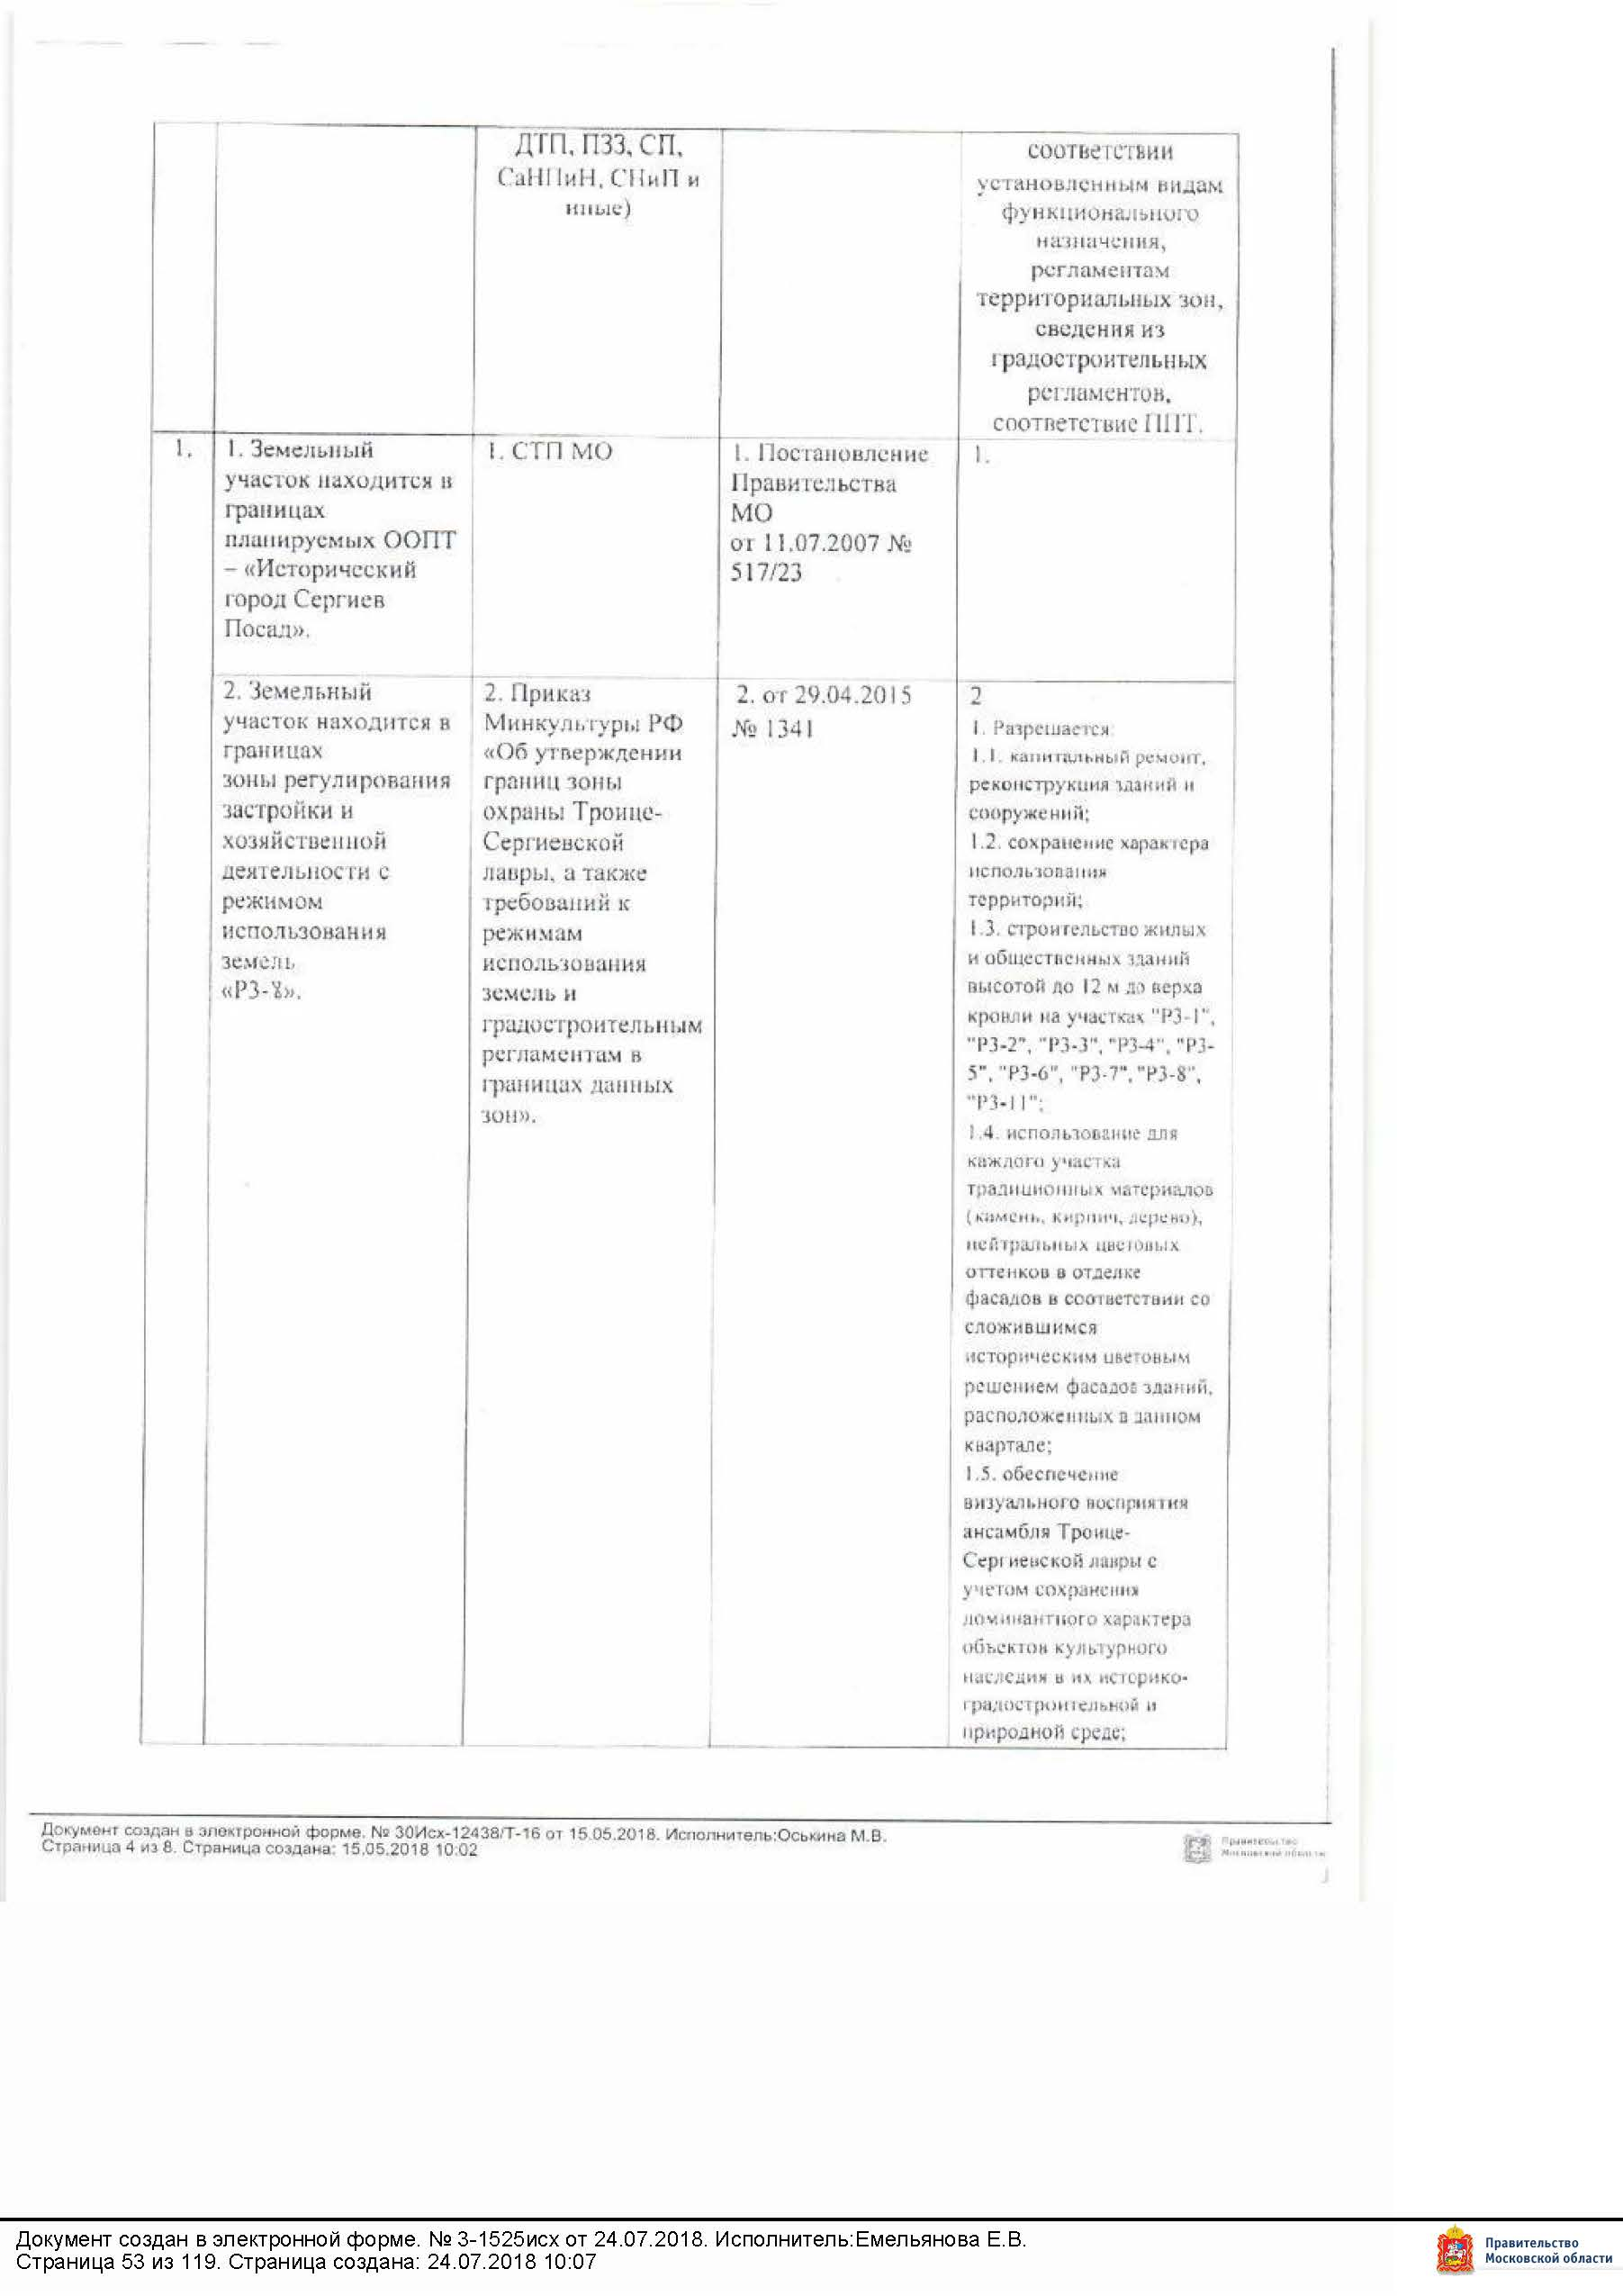 ДТП, ПЗЗ, СП,
СаНПиН, СНиП и
иные)
соответствии
установленным видам
функционального
назначения,
регламентам
территориальных зон,
сведения из
градостроительных
регламентов,
соответствие ППТ.
1.
1. Земельный
участок находится в
границах
планируемых ООПТ
– «Исторический
город Сергиев
Посад».
1. СТП МО
1. Постановление
Правительства
МО
от 11.07.2007 №
517/23
1.
2. Земельный
участок находится в
границах
зоны регулирования
застройки и
хозяйственной
деятельности с
режимом
использования
земель
«РЗ-8».
2. Приказ
Минкультуры РФ
«Об утверждении
границ зоны
охраны Троице-
Сергиевской
лавры, а также
требований к
режимам
использования
земель и
градостроительным
регламентам в
границах данных
зон».
2. от 29.04.2015
№ 1341
2
1. Разрешается:
1.1. капитальный ремонт,
реконструкция зданий и
сооружений;
1.2. сохранение характера
использования
территорий;
1.3. строительство жилых
и общественных зданий
высотой до 12 м до верха
кровли на участках "РЗ-1",
"РЗ-2", "РЗ-3", "РЗ-4", "РЗ-
5", "РЗ-6", "РЗ-7", "РЗ-8",
"РЗ-11";
1.4. использование для
каждого участка
традиционных материалов
(камень, кирпич, дерево),
нейтральных цветовых
оттенков в отделке
фасадов в соответствии со
сложившимся
историческим цветовым
решением фасадов зданий,
расположенных в данном
квартале;
1.5. обеспечение
визуального восприятия
ансамбля Троице-
Сергиевской лавры с
учетом сохранения
доминантного характера
объектов культурного
наследия в их историко-
градостроительной и
природной среде;
Документ создан в электронной форме. № 30Исх-12438/Т-16 от 15.05.2018. Исполнитель:Оськина М.В.
Страница 4 из 8. Страница создана: 15.05.2018 10:02
Правительство
Московской области
Документ создан в электронной форме. № 3-1525исх от 24.07.2018. Исполнитель:Емельянова Е.В.
Страница 53 из 119. Страница создана: 24.07.2018 10:07
Правительство
Московской области